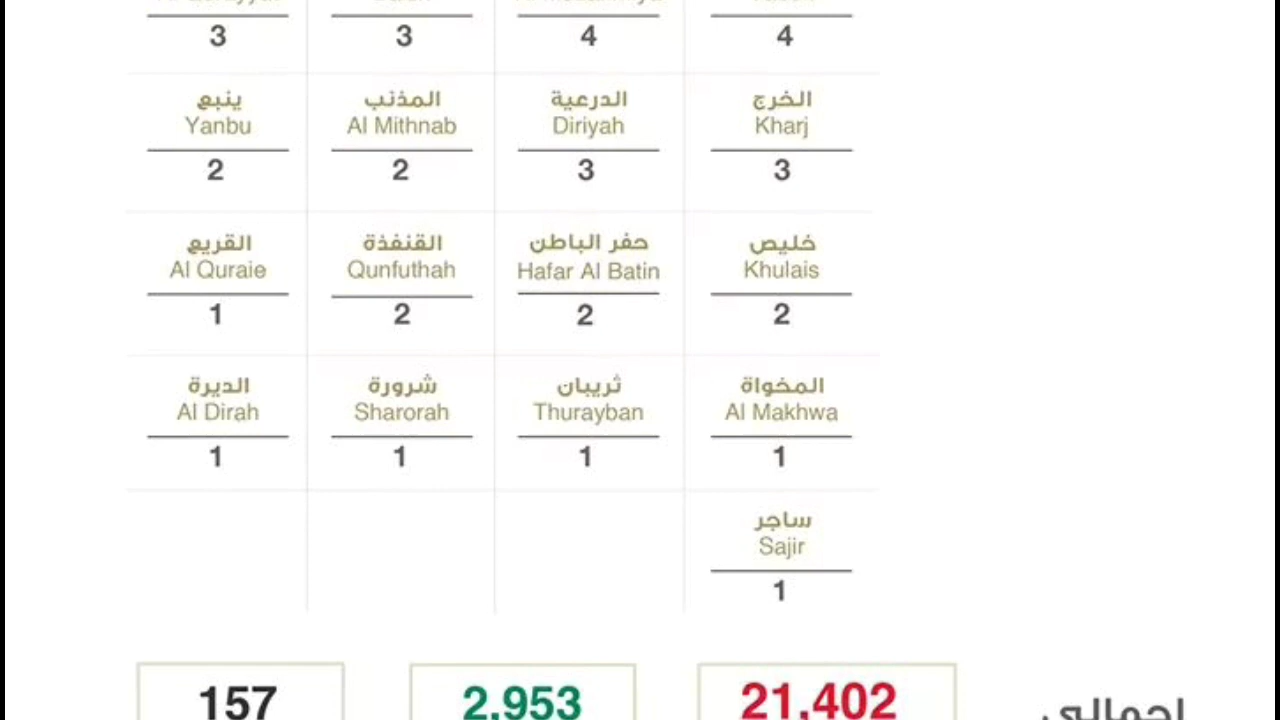 3
3
4
4
ينبع
المذنب
الدرعية
الخرج
Yanbu
Al Mithnab
Diriyah
Kharj
2
2
3
3
القريع
القنفذة
حفر الباطن
خليص
Al Quraie
Qunfuthah
Hafar Al Batin
Khulais
1
2
2
2
الديرة
شرورة
ثريبان
المخواة
Al Dirah
Sharorah
Thurayban
Al Makhwa
1
1
1
1
ساجر
Sajir
1
157
2,953
21,402
إجمالي